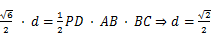 √6/2 · d = 1/2 PD · AB · BC ⇒ d = √2/2